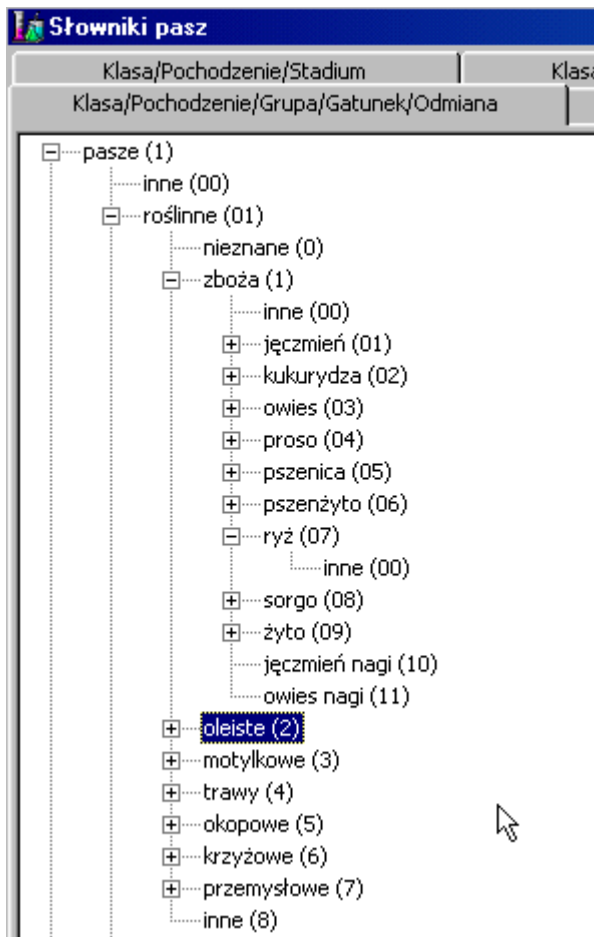 Słowniki pasz
Klasa/Pochodzenie/Stadium
Klasa
Klasa/Pochodzenie/Grupa/Gatunek/Odmiana
pasze (1)
inne (00)
roślinne (01)
nieznane (0)
zboża (1)
inne (00)
jęczmień (01)
kukurydza (02)
owies (03)
proso (04)
pszenica (05)
pszenżyto (06)
ryż (07)
inne (00)
sorgo (08)
żyto (09)
jęczmień nagi (10)
owies nagi (11)
oleiste (2)
motylkowe (3)
trawy (4)
okopowe (5)
krzyżowe (6)
przemysłowe (7)
inne (8)